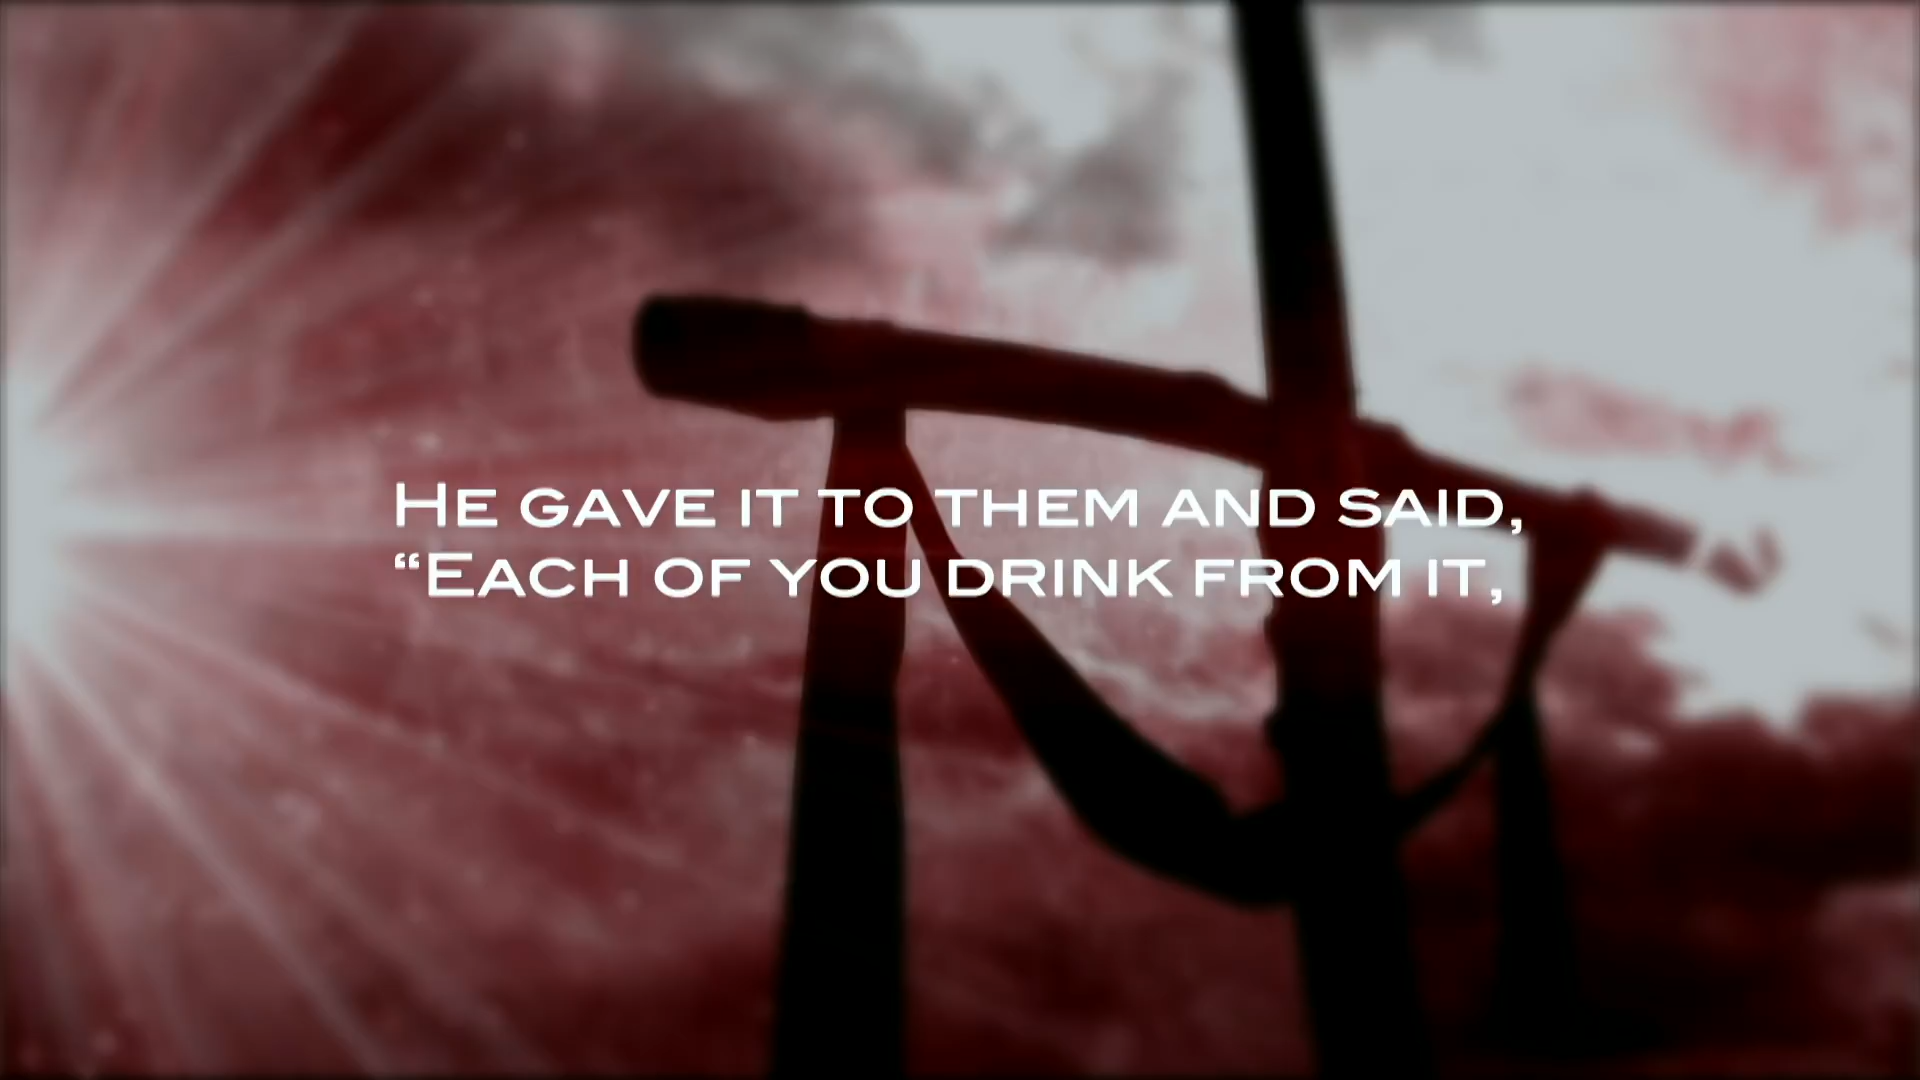 He gave it to them and said,
“Each of you drink from it,